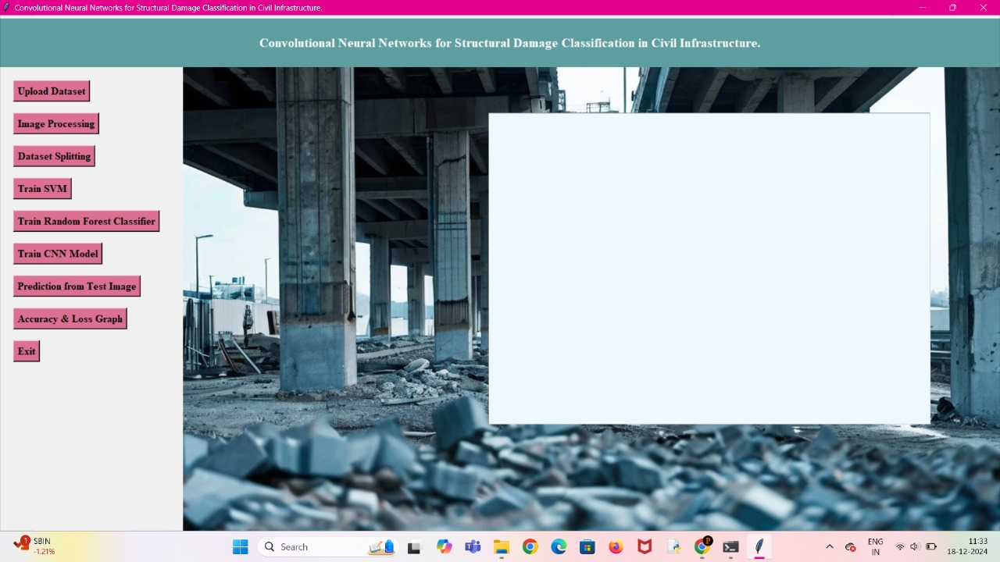 Convolutional Neural Networks for Structural Damage Classification in Civil Infrastructure.
Convolutional Neural Networks for Structural Damage Classification in Civil Infrastructure.
Upload Dataset
Image Processing
Dataset Splitting
Train SVM
Train Random Forest Classifier
Train CNN Model
Prediction from Test Image
Accuracy & Loss Graph
Exit
1
SBIN
-1.21%
Search
P
ENG
IN
11:33
18-12-2024